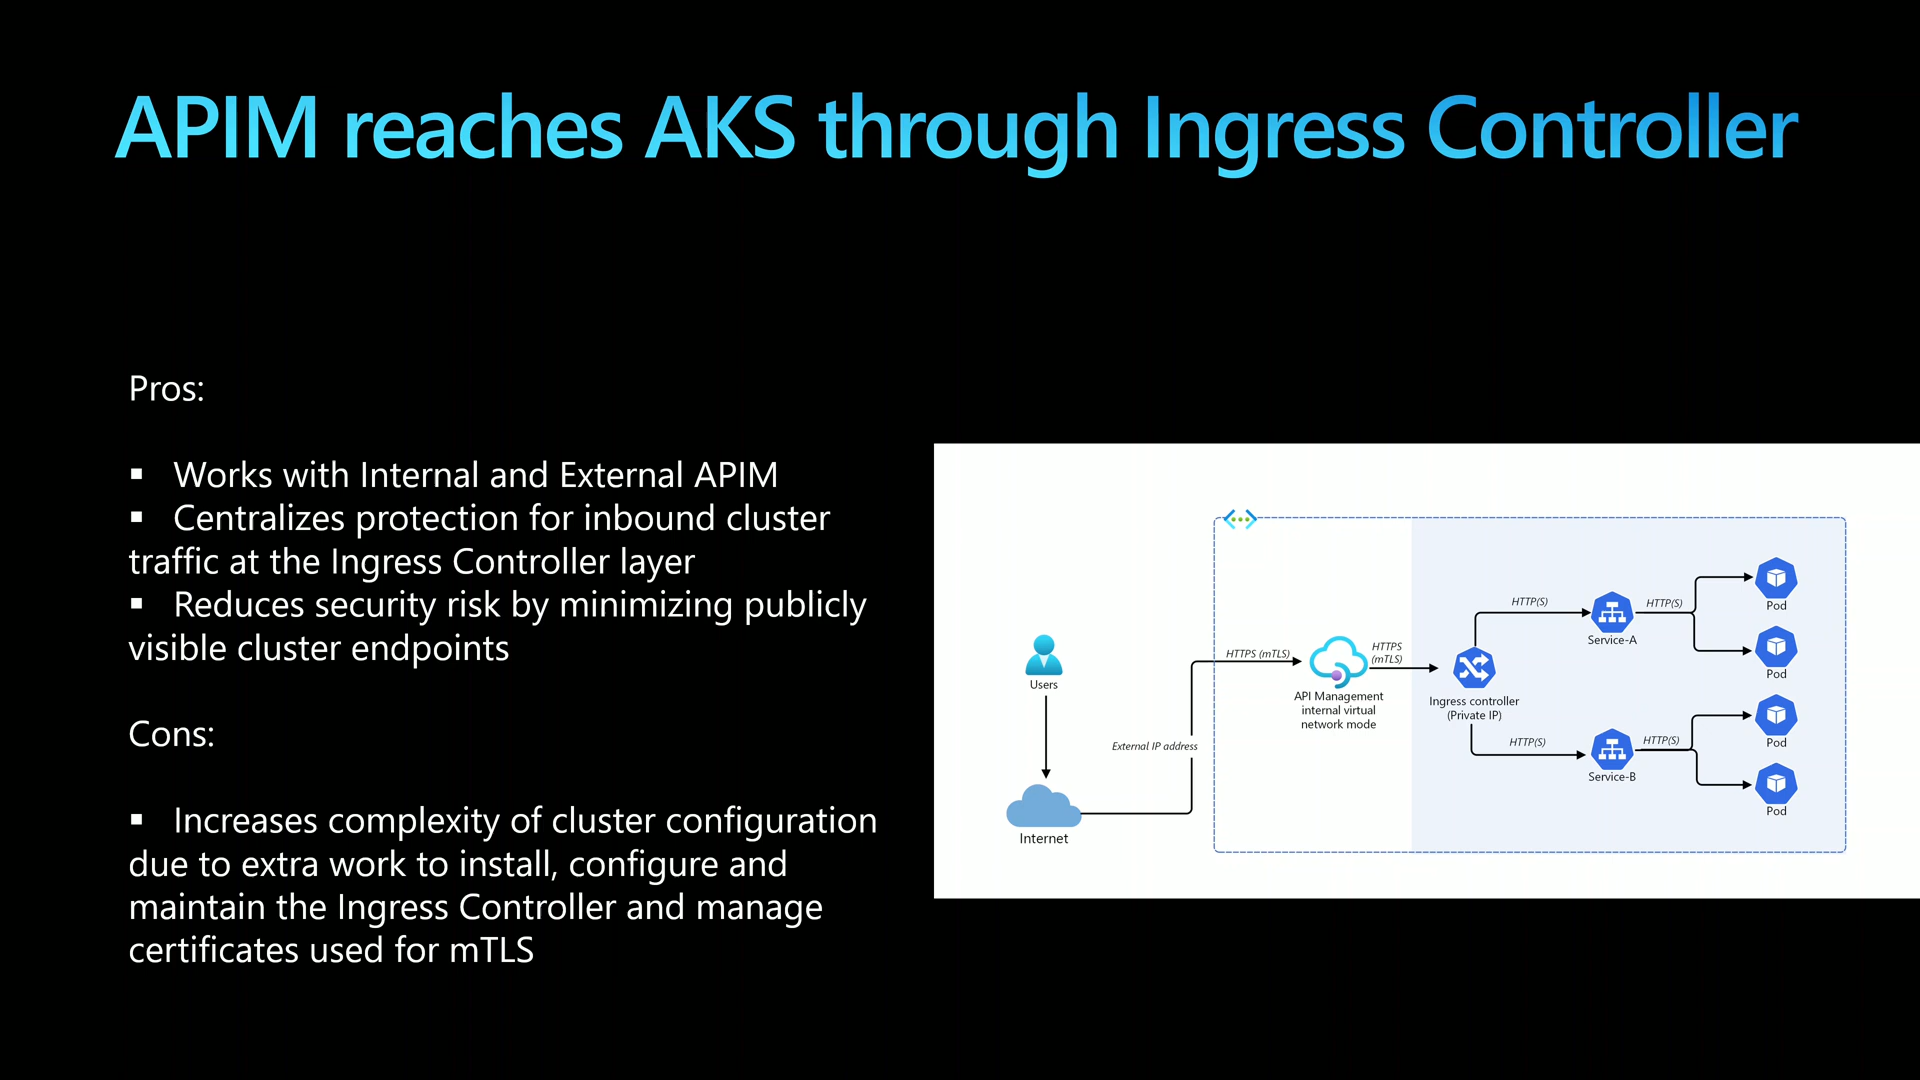 APIM reaches AKS through Ingress Controller
Pros:
▪ Works with Internal and External APIM
▪ Centralizes protection for inbound cluster
traffic at the Ingress Controller layer
▪ Reduces security risk by minimizing publicly
visible cluster endpoints
Cons:
▪ Increases complexity of cluster configuration
due to extra work to install, configure and
maintain the Ingress Controller and manage
certificates used for mTLS
Users
External IP address
Internet
HTTPS (mTLS)
API Management
internal virtual
network mode
HTTPS
(mTLS)
Ingress controller
(Private IP)
HTTP(S)
Service-A
HTTP(S)
Pod
Pod
HTTP(S)
Service-B
HTTP(S)
Pod
Pod